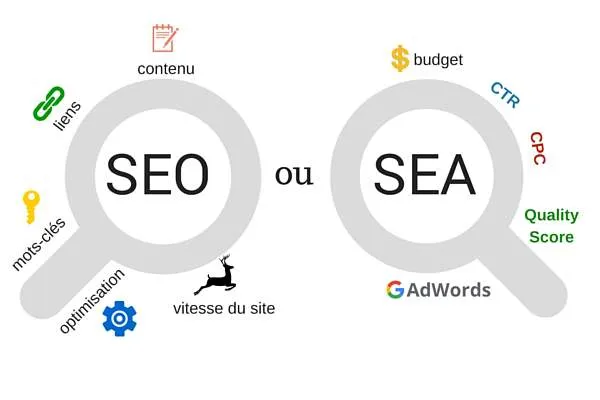 contenu
liens
SEO
mots-clés
optimisation
vitesse du site
ou
budget
CTR
CPC
SEA
Quality
Score
AdWords